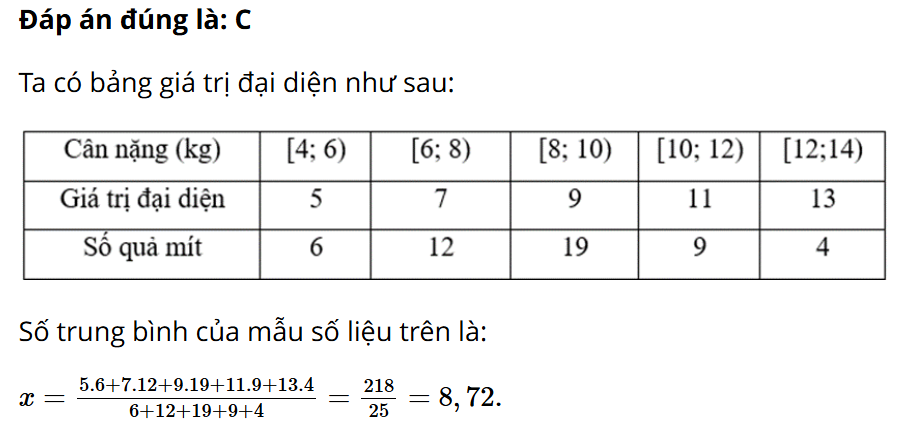 Đáp án đúng là: C
Ta có bảng giá trị đại diện như sau:
Cân nặng (kg) [4; 6) [6; 8) [8; 10) [10; 12) [12;14)
Giá trị đại diện 5 7 9 11 13
Số quả mít 6 12 19 9 4
Số trung bình của mẫu số liệu trên là:
x = \frac{5.6+7.12+9.19+11.9+13.4}{6+12+19+9+4} = \frac{218}{25} = 8,72.